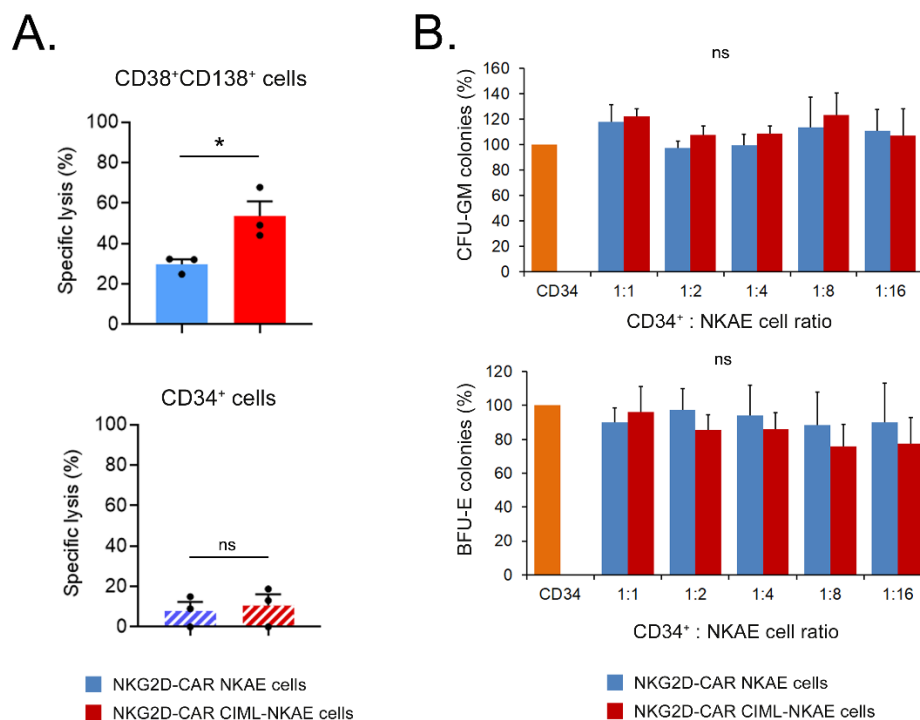 A.
CD38⁺CD138⁺ cells
Specific lysis (%)
100
80
60
40
20
0
*
CD34⁺ cells
Specific lysis (%)
100
80
60
40
20
0
ns
NKG2D-CAR NKAE cells
NKG2D-CAR CIML-NKAE cells
B.
ns
CFU-GM colonies (%)
160
140
120
100
80
60
40
20
0
CD34 1:1 1:2 1:4 1:8 1:16
CD34⁺ : NKAE cell ratio
ns
BFU-E colonies (%)
120
100
80
60
40
20
0
CD34 1:1 1:2 1:4 1:8 1:16
CD34⁺ : NKAE cell ratio
NKG2D-CAR NKAE cells
NKG2D-CAR CIML-NKAE cells